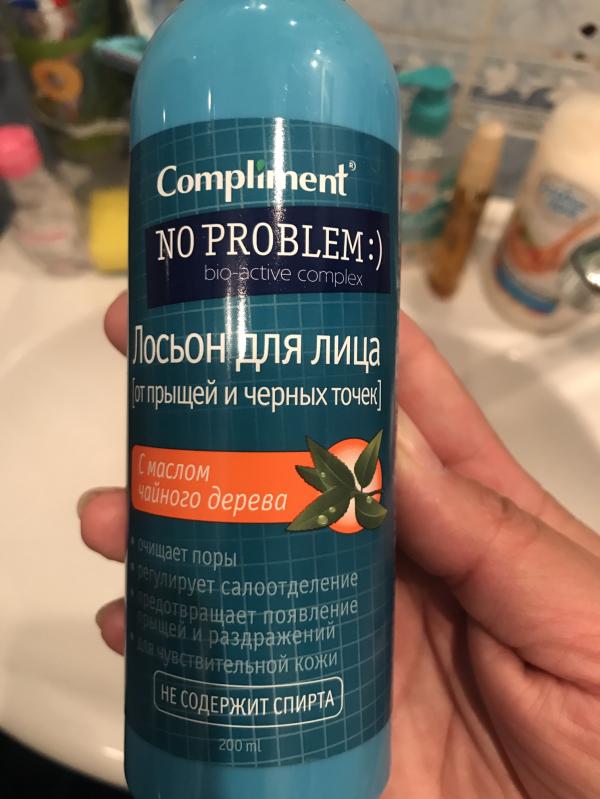 Compliment®
NO PROBLEM:)
bio-active complex
Лосьон для лица
[от прыщей и черных точек]
С маслом
чайного дерева
• очищает поры
• регулирует салоотделение
• предотвращает появление
прыщей и раздражений
• для чувствительной кожи
НЕ СОДЕРЖИТ СПИРТА
200 ml